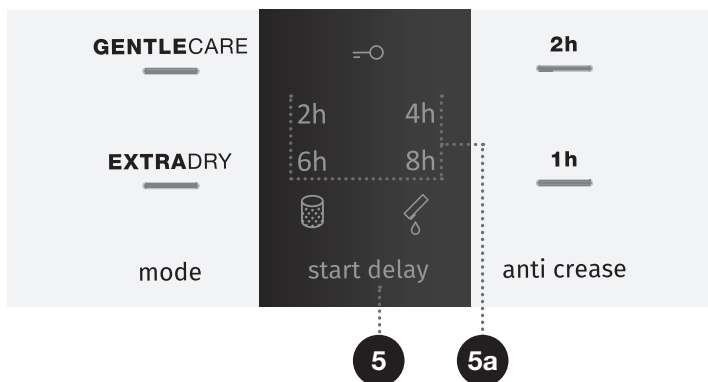 GENTLECARE
2h
2h 4h
EXTRADRY
6h 8h
1h
mode
start delay
anti crease
5
5a